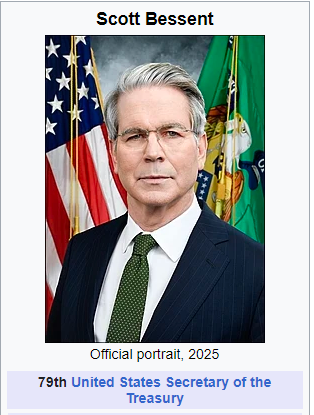 Scott Bessent
Official portrait, 2025
79th United States Secretary of the
Treasury